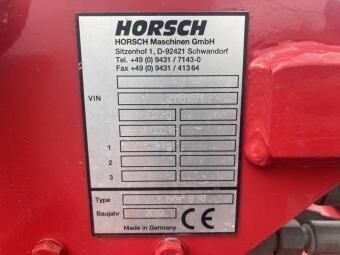 HORSCH
HORSCH Maschinen GmbH
Sitzenhof 1, D-92421 Schwandorf
Tel. +49 (0) 9431 / 7143-0
Fax +49 (0) 9431 / 41364
VIN
1
2
3
Type
Baujahr
CE
Made in Germany